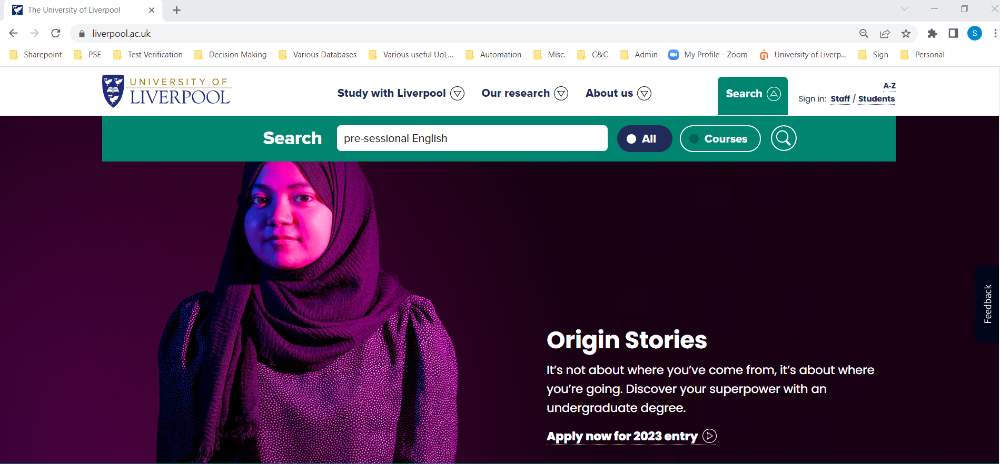 The University of Liverpool
liverpool.ac.uk
S
Sharepoint PSE Test Verification Decision Making Various Databases Various useful UoL... Automation Misc. C&C Admin My Profile - Zoom University of Liverp... Sign Personal
UNIVERSITY OF
LIVERPOOL
Study with Liverpool Our research About us Search
A-Z
Sign in: Staff / Students
Search pre-sessional English All Courses
Feedback
Origin Stories
It's not about where you've come from, it's about where
you're going. Discover your superpower with an
undergraduate degree.
Apply now for 2023 entry